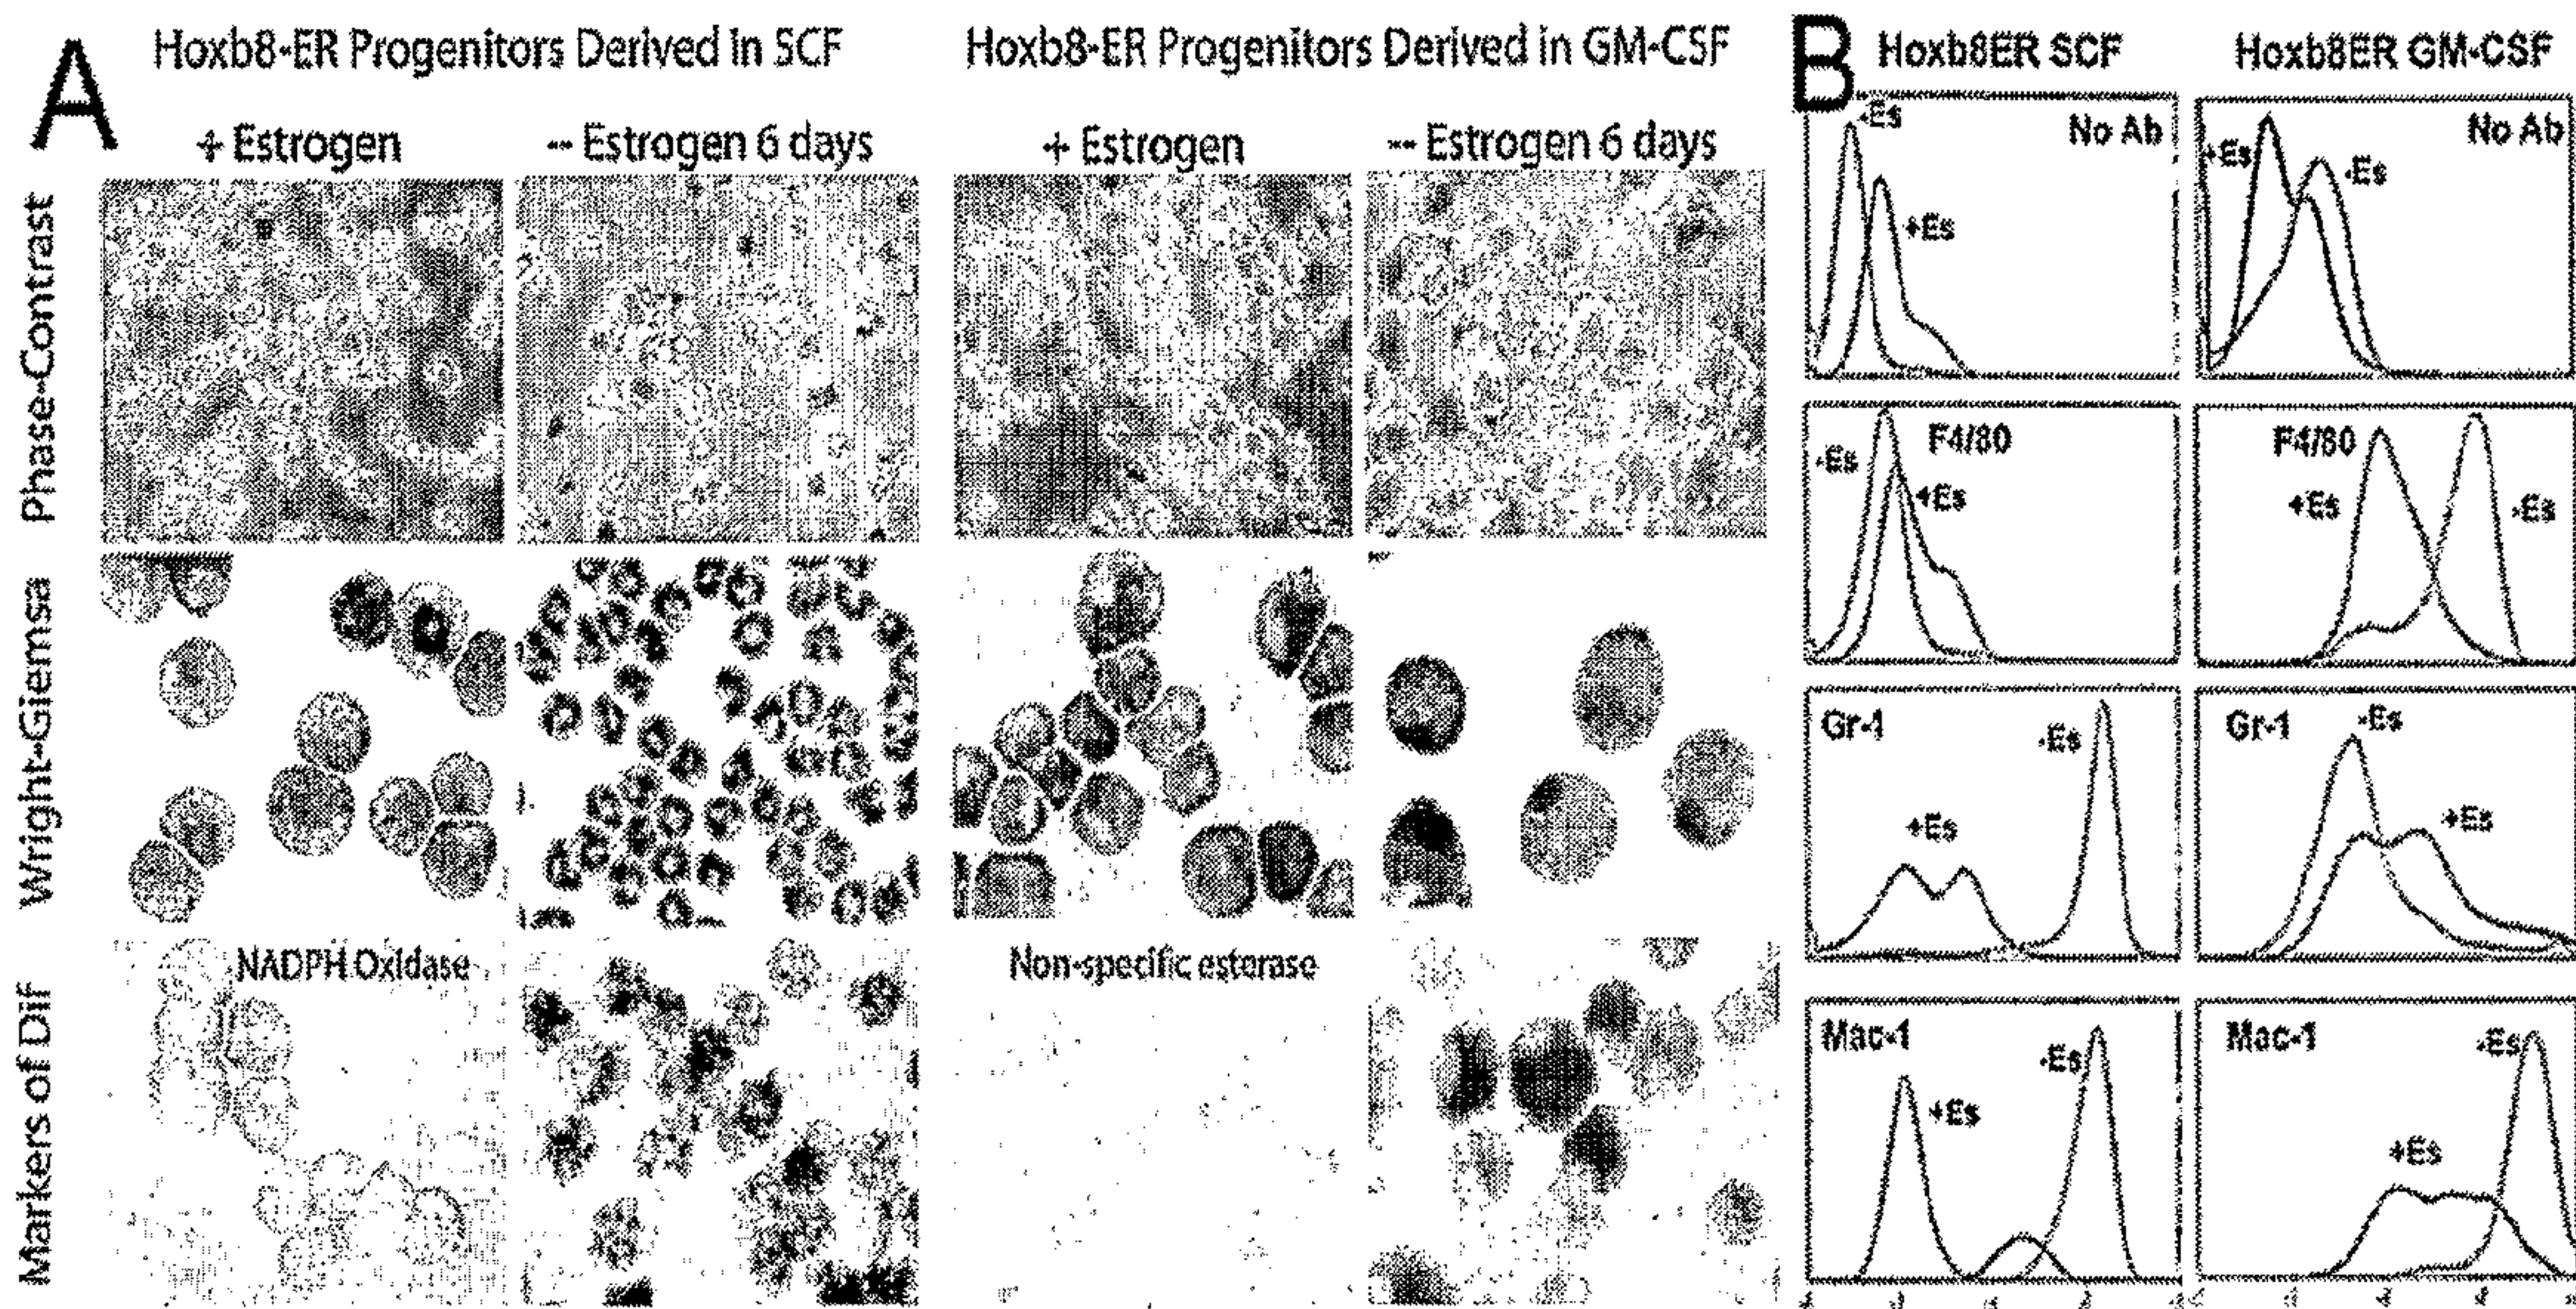 A
Hoxb8-ER Progenitors Derived in SCF
Hoxb8-ER Progenitors Derived in GM-CSF
+ Estrogen
-- Estrogen 6 days
+ Estrogen
-- Estrogen 6 days
Phase-Contrast
Wright-Giemsa
Markers of Dif
NADPH Oxidase
Non-specific esterase
B
Hoxb8ER SCF
Hoxb8ER GM-CSF
-Es
No Ab
+Es
+Es
No Ab
-Es
F4/80
-Es
+Es
F4/80
+Es
-Es
Gr-1
-Es
+Es
Gr-1
-Es
+Es
Mac-1
-Es
+Es
Mac-1
-Es
+Es